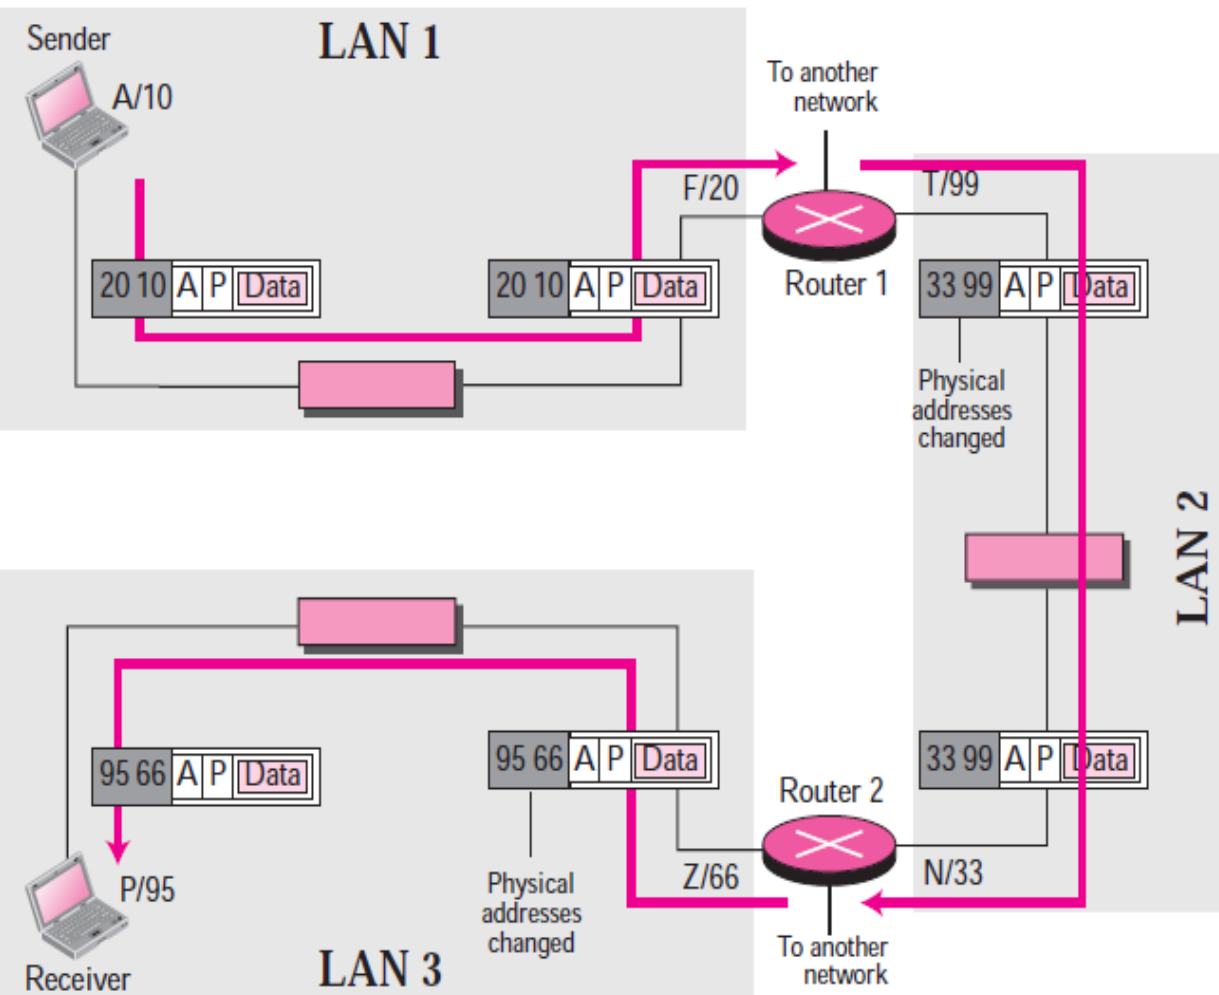 Sender
LAN 1
A/10
To another
network
F/20
T/99
20 10 A P Data
20 10 A P Data
Router 1
33 99 A P Data
Physical
addresses
changed
LAN 2
95 66 A P Data
95 66 A P Data
Router 2
33 99 A P Data
P/95
Physical
addresses
changed
Z/66
N/33
To another
network
Receiver
LAN 3